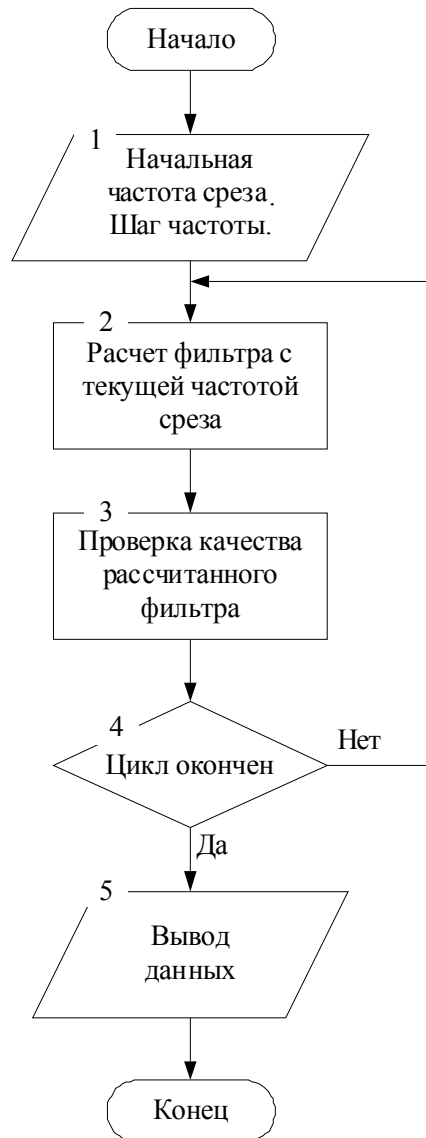 Начало
1
Начальная
частота среза.
Шаг частоты.
2
Расчет фильтра с
текущей частотой
среза
3
Проверка качества
рассчитанного
фильтра
4
Цикл окончен
Нет
Да
5
Вывод
данных
Конец